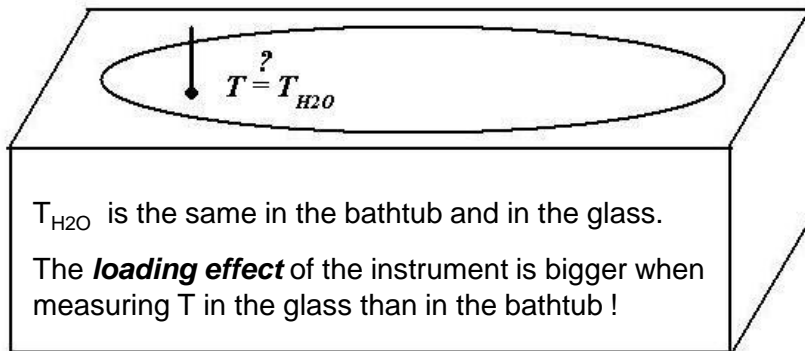 ?
T = T_H2O
T_H2O is the same in the bathtub and in the glass.
The loading effect of the instrument is bigger when
measuring T in the glass than in the bathtub !